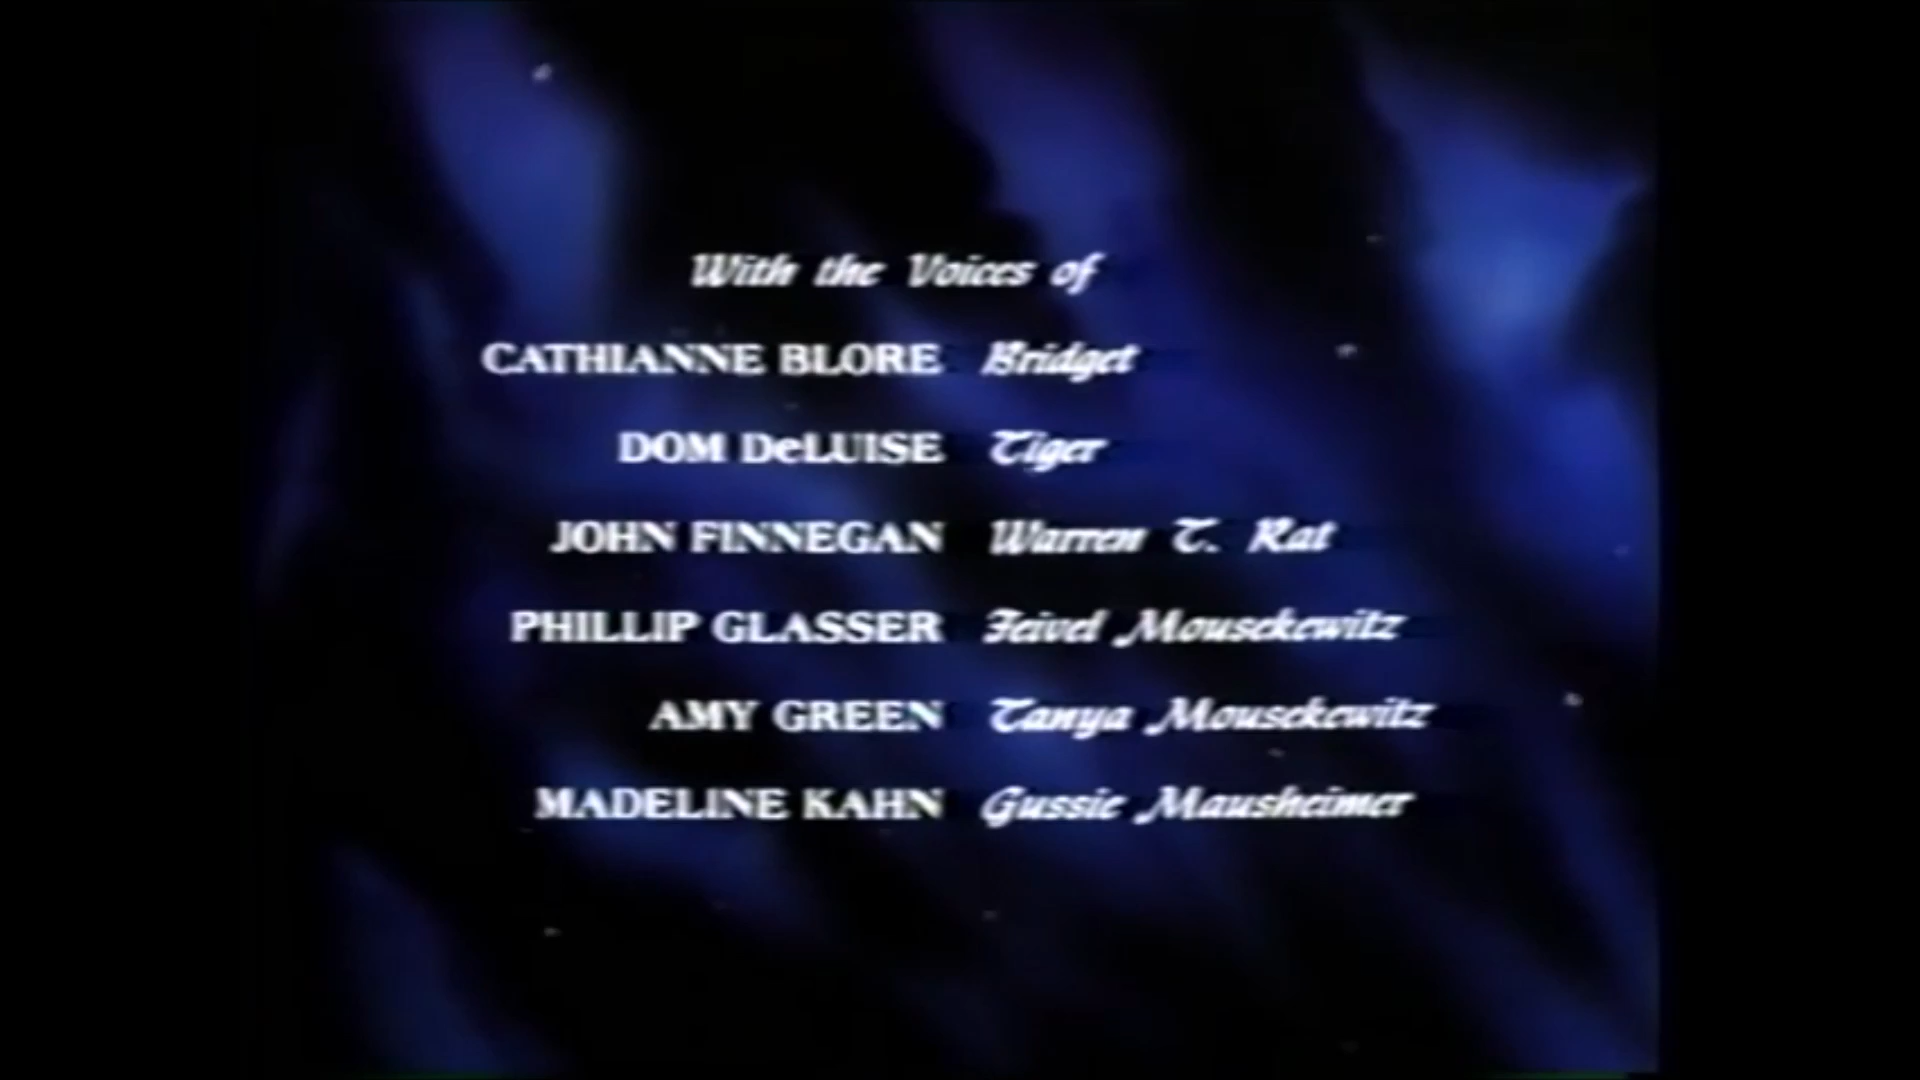 With the Voices of
CATHIANNE BLORE Bridget
DOM DeLUISE Tiger
JOHN FINNEGAN Warren T. Rat
PHILLIP GLASSER Feivel Mousekewitz
AMY GREEN Tanya Mousekewitz
MADELINE KAHN Gussie Mausheimer